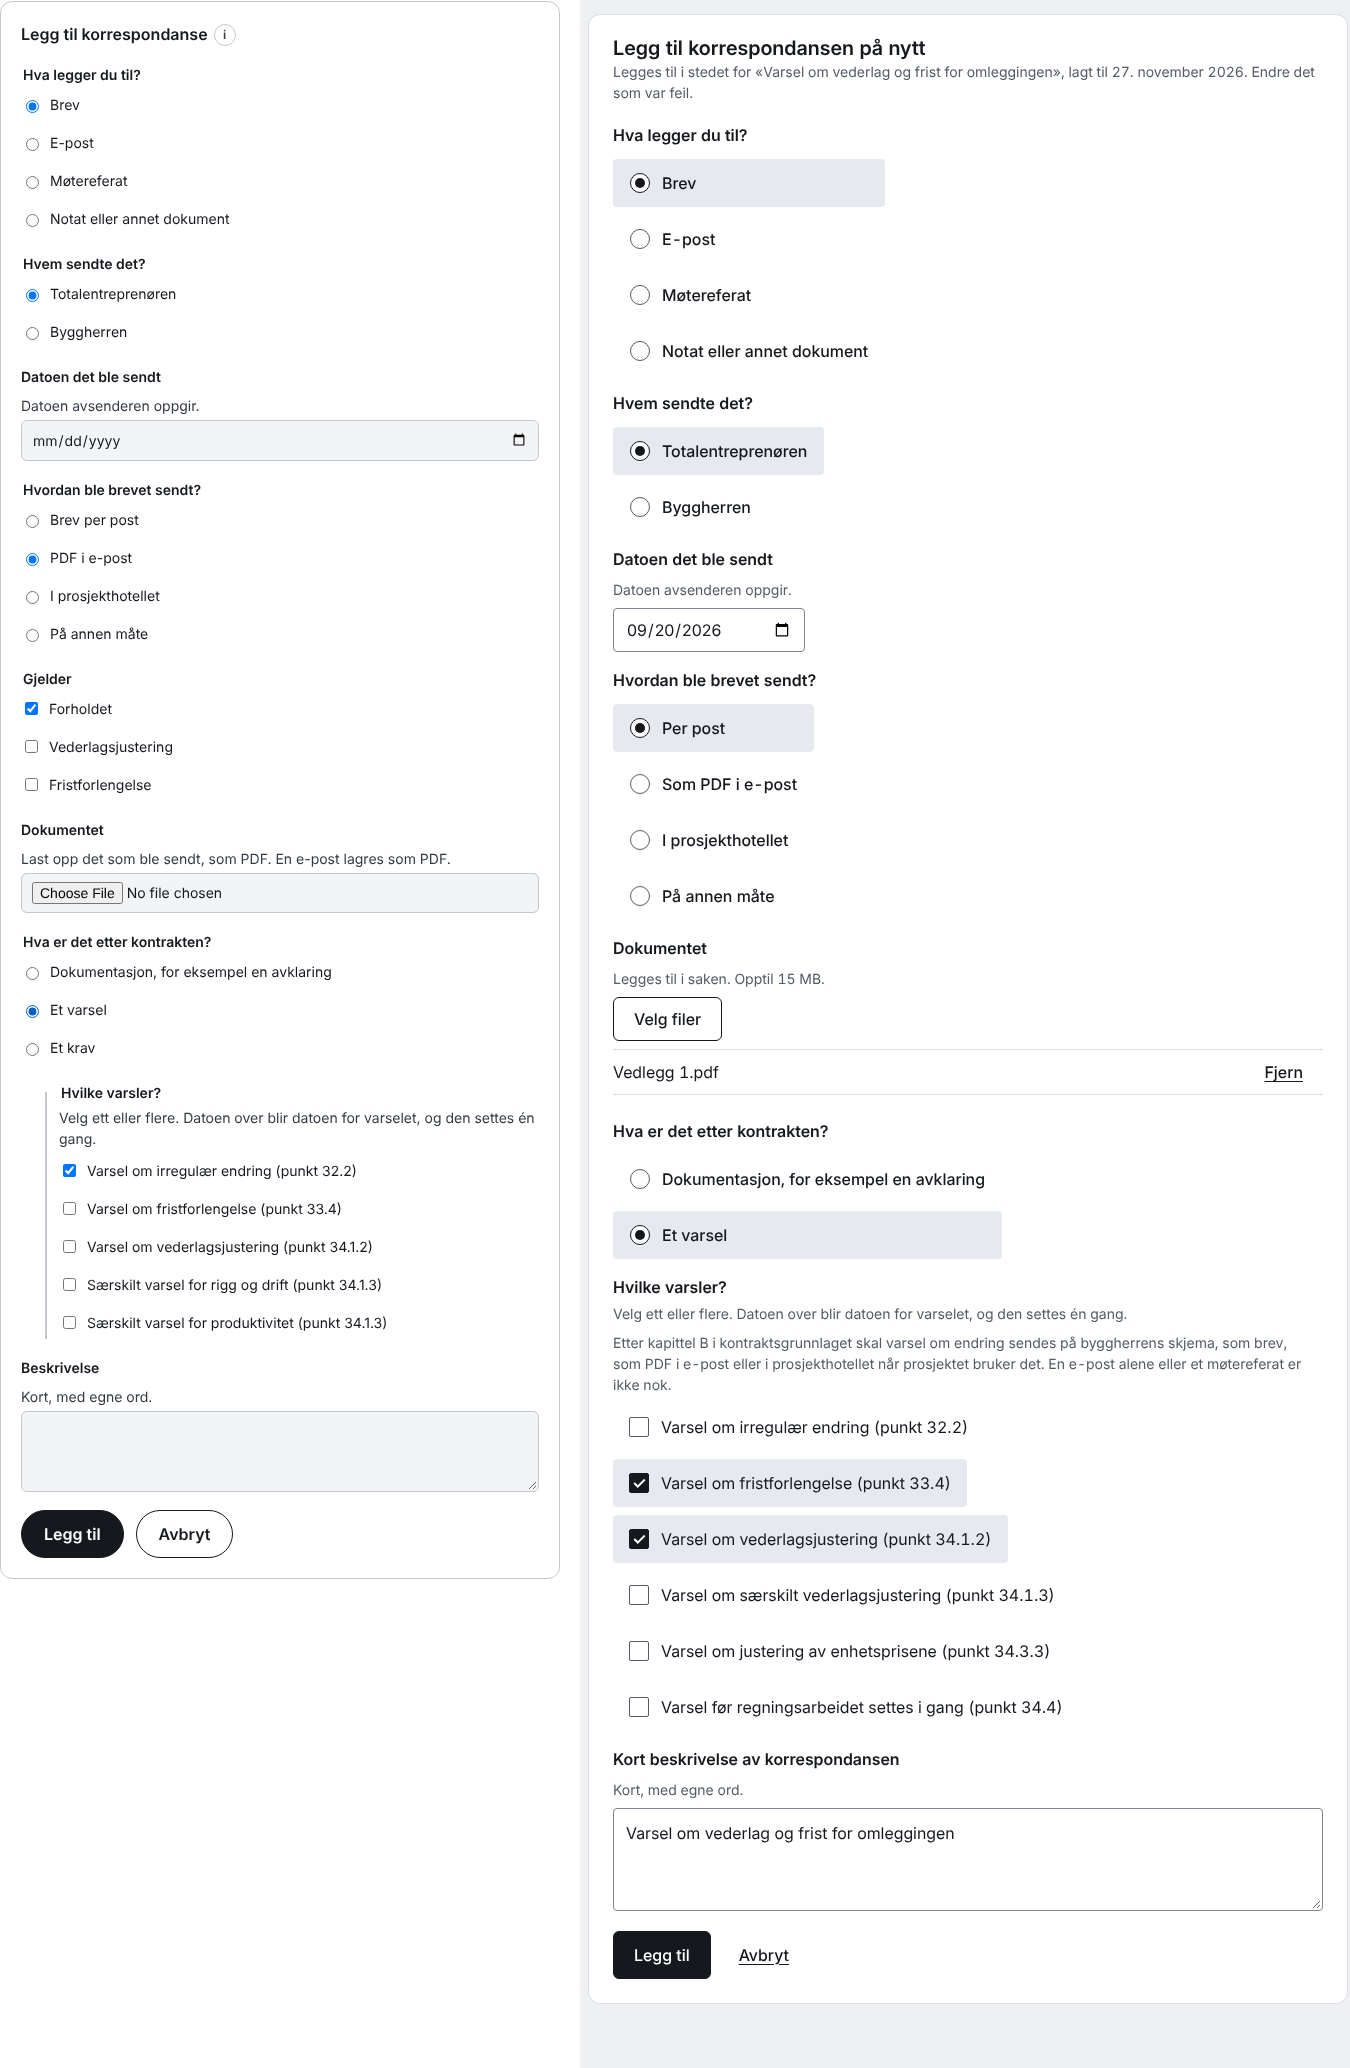 Legg til korrespondanse i
Hva legger du til?
Brev
E-post
Møtereferat
Notat eller annet dokument
Hvem sendte det?
Totalentreprenøren
Byggherren
Datoen det ble sendt
Datoen avsenderen oppgir.
mm/dd/yyyy
Hvordan ble brevet sendt?
Brev per post
PDF i e-post
I prosjekthotellet
På annen måte
Gjelder
Forholdet
Vederlagsjustering
Fristforlengelse
Dokumentet
Last opp det som ble sendt, som PDF. En e-post lagres som PDF.
Choose File No file chosen
Hva er det etter kontrakten?
Dokumentasjon, for eksempel en avklaring
Et varsel
Et krav
Hvilke varsler?
Velg ett eller flere. Datoen over blir datoen for varselet, og den settes én
gang.
Varsel om irregulær endring (punkt 32.2)
Varsel om fristforlengelse (punkt 33.4)
Varsel om vederlagsjustering (punkt 34.1.2)
Særskilt varsel for rigg og drift (punkt 34.1.3)
Særskilt varsel for produktivitet (punkt 34.1.3)
Beskrivelse
Kort, med egne ord.
Legg til Avbryt
Legg til korrespondansen på nytt
Legges til i stedet for «Varsel om vederlag og frist for omleggingen», lagt til 27. november 2026. Endre det
som var feil.
Hva legger du til?
Brev
E-post
Møtereferat
Notat eller annet dokument
Hvem sendte det?
Totalentreprenøren
Byggherren
Datoen det ble sendt
Datoen avsenderen oppgir.
09/20/2026
Hvordan ble brevet sendt?
Per post
Som PDF i e-post
I prosjekthotellet
På annen måte
Dokumentet
Legges til i saken. Opptil 15 MB.
Velg filer
Vedlegg 1.pdf Fjern
Hva er det etter kontrakten?
Dokumentasjon, for eksempel en avklaring
Et varsel
Hvilke varsler?
Velg ett eller flere. Datoen over blir datoen for varselet, og den settes én gang.
Etter kapittel B i kontraktsgrunnlaget skal varsel om endring sendes på byggherrens skjema, som brev,
som PDF i e-post eller i prosjekthotellet når prosjektet bruker det. En e-post alene eller et møtereferat er
ikke nok.
Varsel om irregulær endring (punkt 32.2)
Varsel om fristforlengelse (punkt 33.4)
Varsel om vederlagsjustering (punkt 34.1.2)
Varsel om særskilt vederlagsjustering (punkt 34.1.3)
Varsel om justering av enhetsprisene (punkt 34.3.3)
Varsel før regningsarbeidet settes i gang (punkt 34.4)
Kort beskrivelse av korrespondansen
Kort, med egne ord.
Varsel om vederlag og frist for omleggingen
Legg til Avbryt